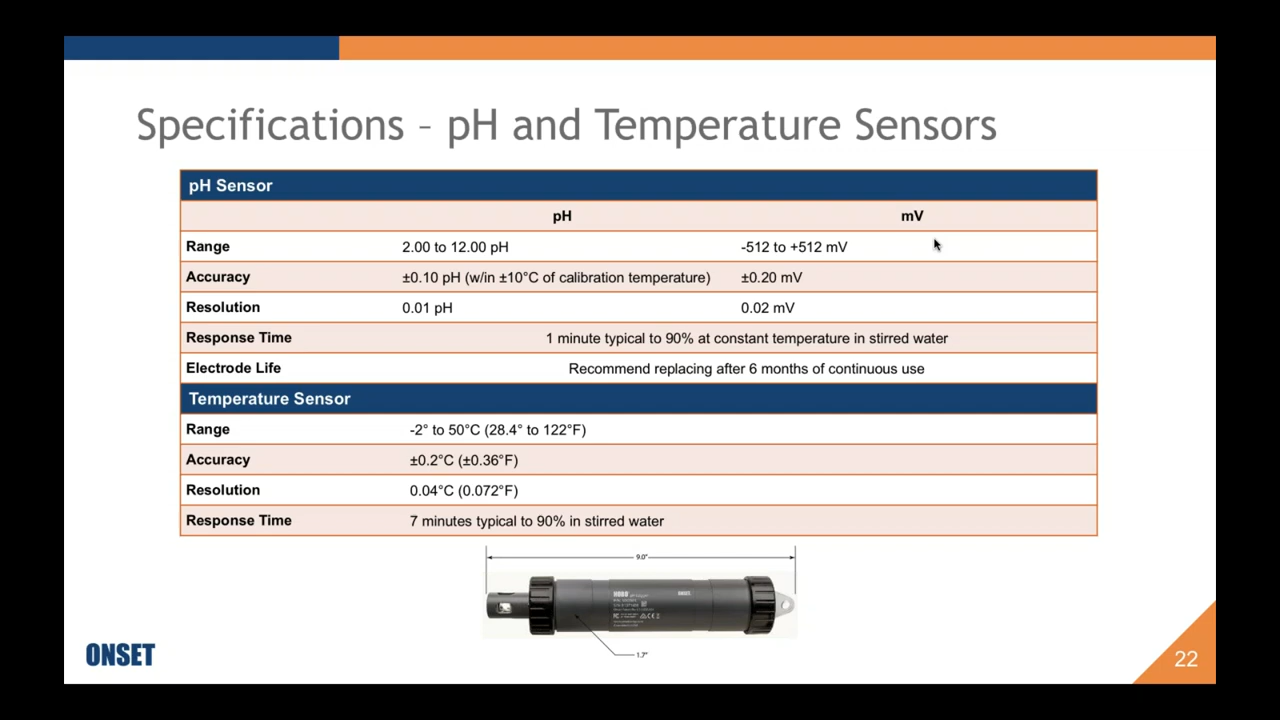 Specifications – pH and Temperature Sensors
pH Sensor
pH mV
Range 2.00 to 12.00 pH -512 to +512 mV
Accuracy ±0.10 pH (w/in ±10°C of calibration temperature) ±0.20 mV
Resolution 0.01 pH 0.02 mV
Response Time 1 minute typical to 90% at constant temperature in stirred water
Electrode Life Recommend replacing after 6 months of continuous use
Temperature Sensor
Range -2° to 50°C (28.4° to 122°F)
Accuracy ±0.2°C (±0.36°F)
Resolution 0.04°C (0.072°F)
Response Time 7 minutes typical to 90% in stirred water
9.0"
HOBO
ONSET
1.7"
ONSET
22